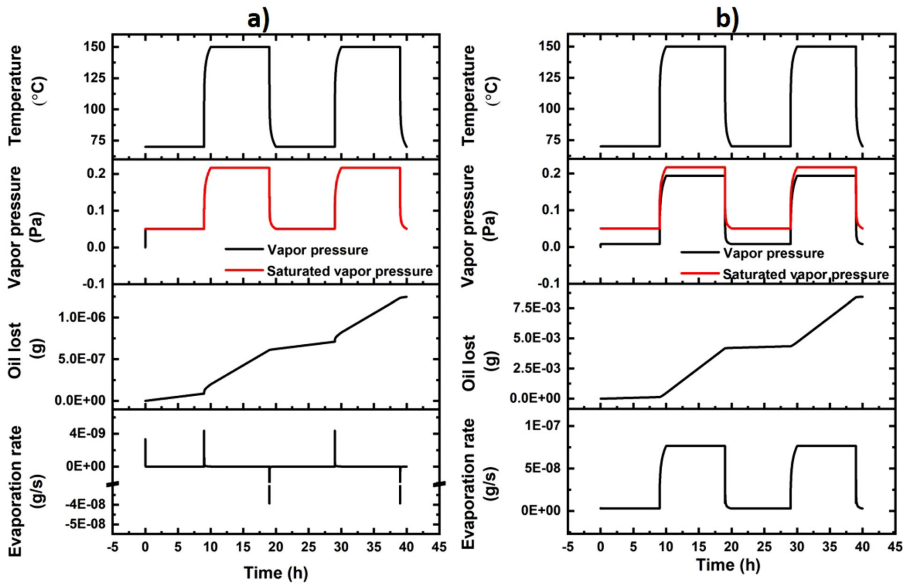 a)
b)
Temperature
(°C)
150
125
100
75
Temperature
(°C)
150
125
100
75
Vapor pressure
(Pa)
0.2
0.1
0.0
-0.1
Vapor pressure
Saturated vapor pressure
Vapor pressure
(Pa)
0.2
0.1
0.0
-0.1
Vapor pressure
Saturated vapor pressure
Oil lost
(g)
1.0E-06
5.0E-07
0.0E+00
Oil lost
(g)
7.5E-03
5.0E-03
2.5E-03
0.0E+00
Evaporation rate
(g/s)
4E-09
0E+00
-4E-08
-5E-08
Evaporation rate
(g/s)
1E-07
5E-08
0E+00
-5 0 5 10 15 20 25 30 35 40 45
Time (h)
-5 0 5 10 15 20 25 30 35 40 45
Time (h)